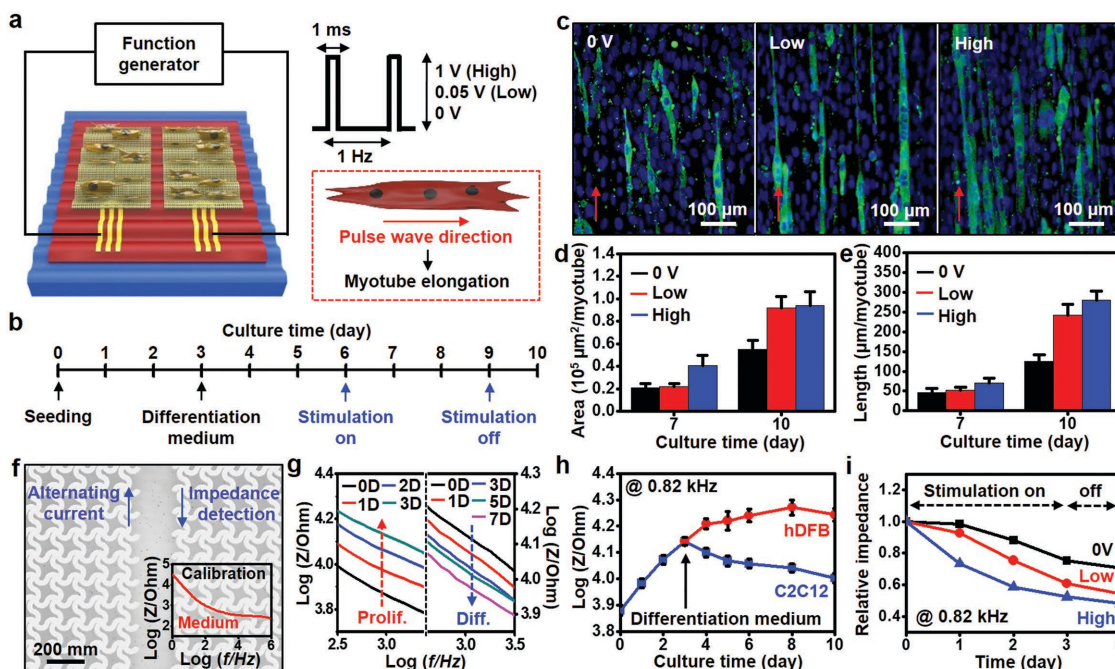 a
Function
generator
1 ms
1 V (High)
0.05 V (Low)
0 V
1 Hz
Pulse wave direction
Myotube elongation
b
Culture time (day)
0 1 2 3 4 5 6 7 8 9 10
Seeding
Differentiation
medium
Stimulation
on
Stimulation
off
c
0 V
Low
High
100 µm
100 µm
100 µm
d
Area (10⁵ µm²/myotube)
1.4
1.2
1.0
0.8
0.6
0.4
0.2
0.0
0 V
Low
High
7 10
Culture time (day)
e
Length (µm/myotube)
350
300
250
200
150
100
50
0
0 V
Low
High
7 10
Culture time (day)
f
Alternating
current
Impedance
detection
Log (Z/Ohm)
5
4
3
2
Calibration
Medium
0 3 6
Log (f/Hz)
200 mm
g
Log (Z/Ohm)
4.4
4.2
4.0
3.8
0D 2D
1D 3D
0D 3D
1D 5D
7D
Prolif.
Diff.
4.3
4.2
4.1
4.0
3.9
Log (Z/Ohm)
2.5 3.0 3.0 3.5
Log (f/Hz)
h
Log (Z/Ohm)
4.4
4.3
4.2
4.1
4.0
3.9
3.8
@ 0.82 kHz
hDFB
C2C12
Differentiation medium
0 2 4 6 8 10
Culture time (day)
i
Relative impedance
1.4
1.2
1.0
0.8
0.6
0.4
0.2
Stimulation on
off
0V
Low
High
@ 0.82 kHz
0 1 2 3
Time (day)